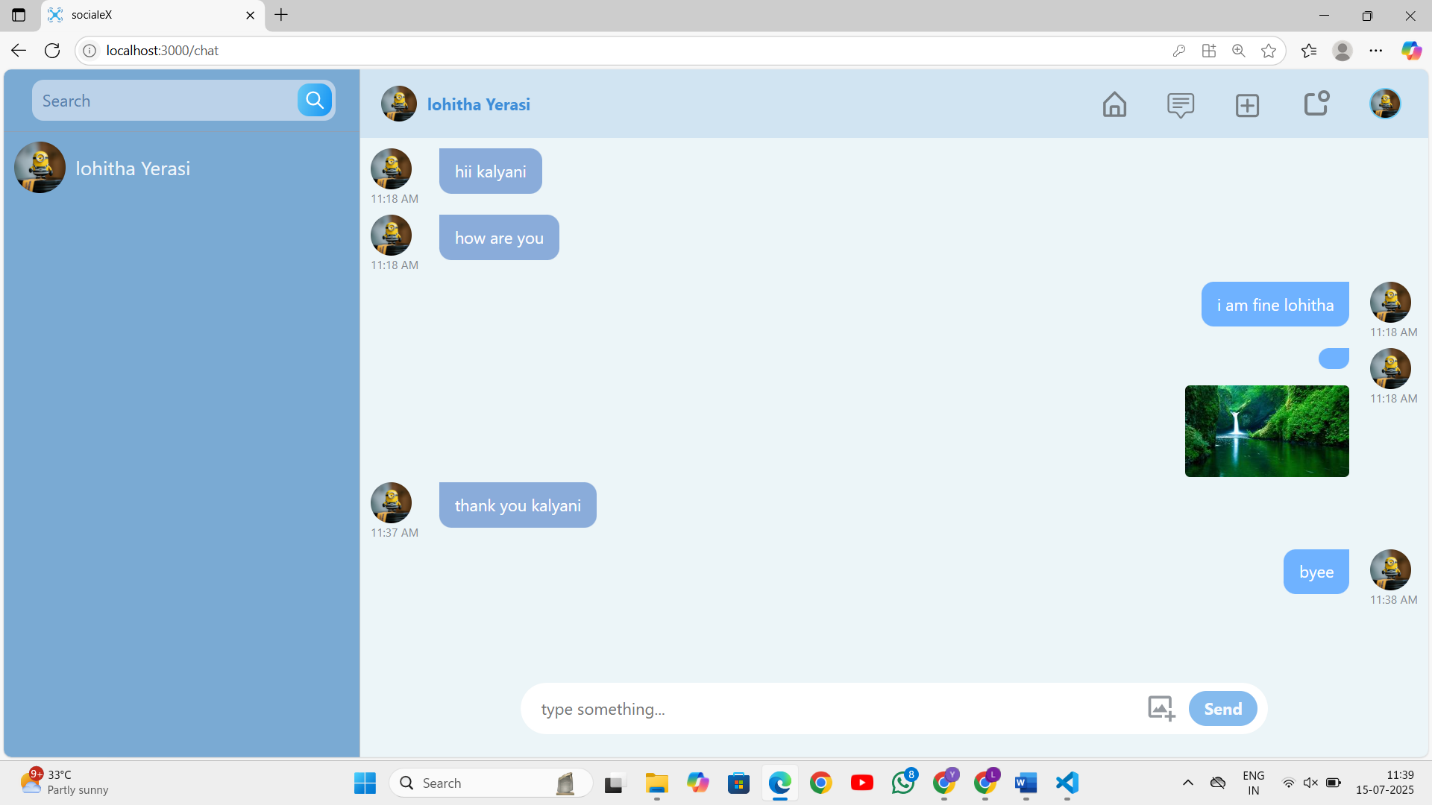 socialeX
localhost:3000/chat
Search
lohitha Yerasi
lohitha Yerasi
hii kalyani
11:18 AM
how are you
11:18 AM
i am fine lohitha
11:18 AM
11:18 AM
thank you kalyani
11:37 AM
byee
11:38 AM
type something...
Send
9+
33°C
Partly sunny
Search
8
Y
L
W
ENG
IN
11:39
15-07-2025